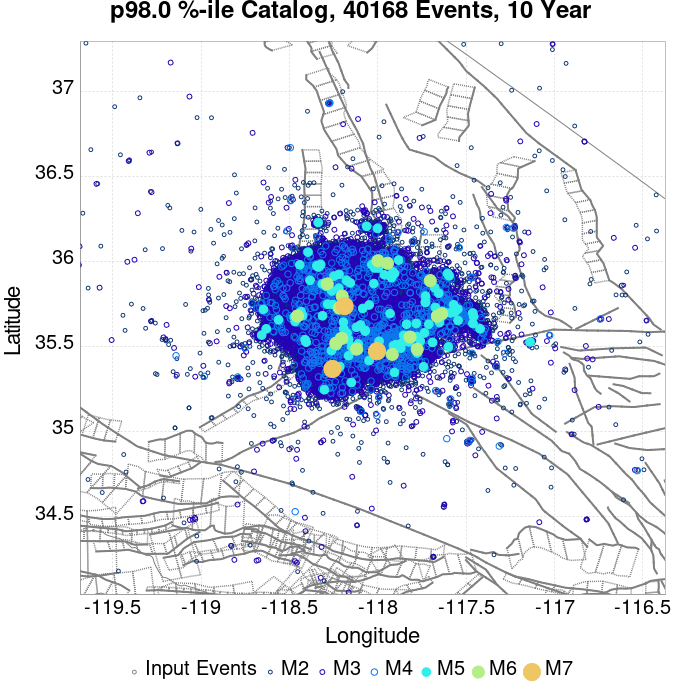 p98.0 %-ile Catalog, 40168 Events, 10 Year
37
36.5
36
35.5
35
34.5
Latitude
-119.5 -119 -118.5 -118 -117.5 -117 -116.5
Longitude
Input Events M2 M3 M4 M5 M6 M7